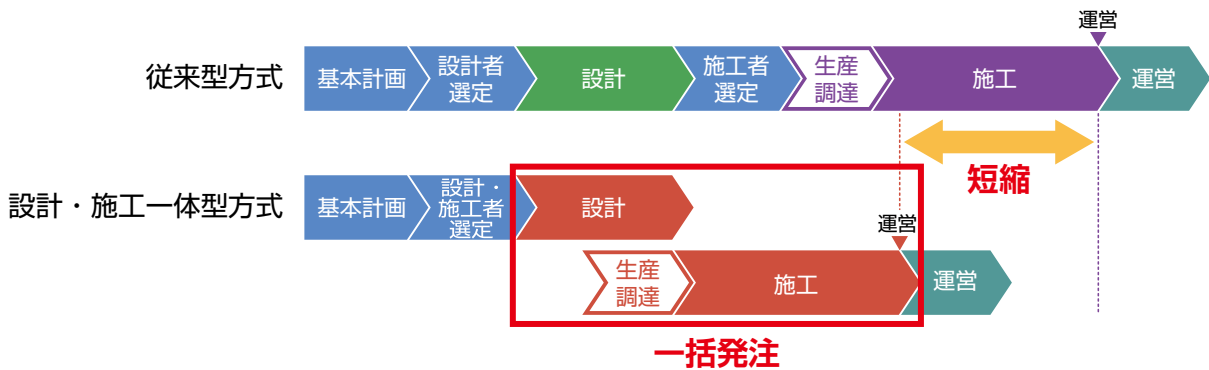 運営
従来型方式
基本計画
設計者
選定
設計
施工者
選定
生産
調達
施工
運営
短縮
設計・施工一体型方式
基本計画
設計・
施工者
選定
設計
運営
生産
調達
施工
運営
一括発注